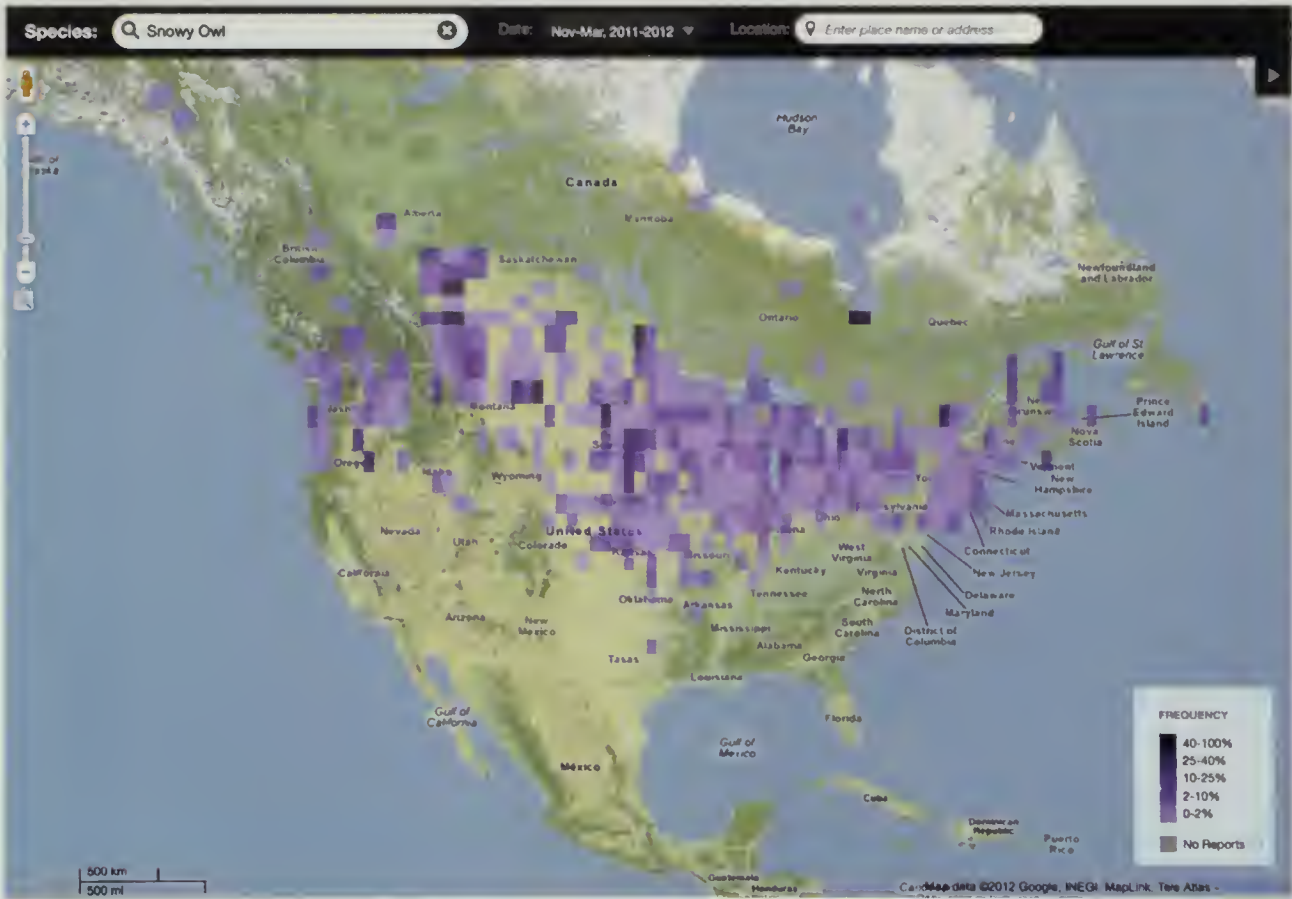 Species: Snowy Owl Date: Nov-Mar, 2011-2012 Location: Enter place name or address
Hudson
Bay
Canada
Alberta
Manitoba
British
Columbia
Saskatchewan
Newfoundland
and Labrador
Ontario
Quebec
Gulf of St
Lawrence
Montana
Prince
Edward
Island
Nova
Scotia
Idaho
Wyoming
Vermont
New
Hampshire
Massachusetts
Rhode Island
Connecticut
Nevada
Utah
United States
Colorado
Kansas
Missouri
Ohio
West
Virginia
Virginia
Kentucky
New Jersey
Delaware
Maryland
District of
Columbia
California
Arizona
New
Mexico
Oklahoma
Arkansas
Tennessee
North
Carolina
South
Carolina
Mississippi
Alabama
Georgia
Texas
Louisiana
Gulf of
California
Florida
Gulf of
Mexico
México
Cuba
Dominican
Republic
Puerto
Rico
Guatemala
Honduras
FREQUENCY
40-100%
25-40%
10-25%
2-10%
0-2%
No Reports
500 km
500 mi
Map data ©2012 Google, INEGI, MapLink, Tele Atlas -